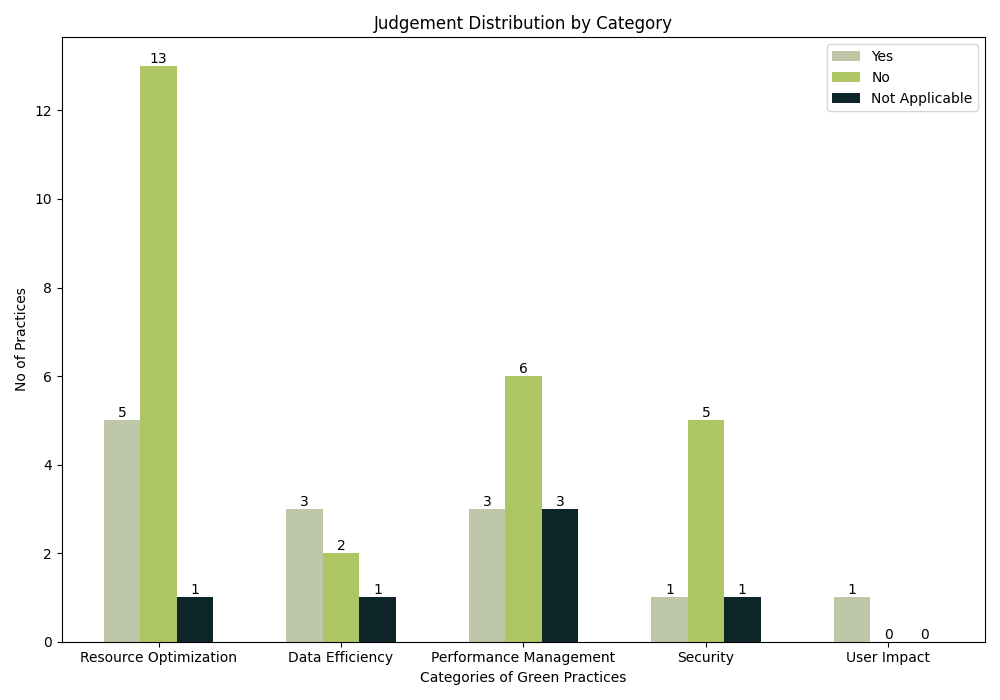 Judgement Distribution by Category
Yes
No
Not Applicable
No of Practices
12
10
8
6
4
2
0
5
13
1
3
2
1
3
6
3
1
5
1
1
0
0
Resource Optimization
Data Efficiency
Performance Management
Security
User Impact
Categories of Green Practices